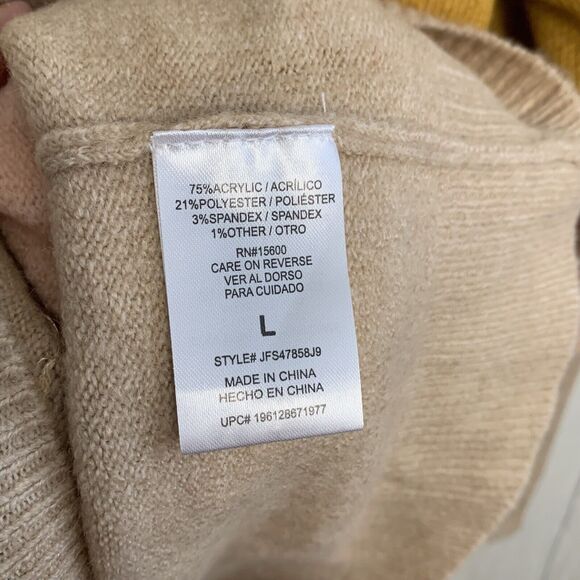 75%ACRYLIC / ACRÍLICO
21%POLYESTER / POLIÉSTER
3%SPANDEX / SPANDEX
1%OTHER / OTRO
RN#15600
CARE ON REVERSE
VER AL DORSO
PARA CUIDADO
L
STYLE# JFS47858J9
MADE IN CHINA
HECHO EN CHINA
UPC# 196128671977